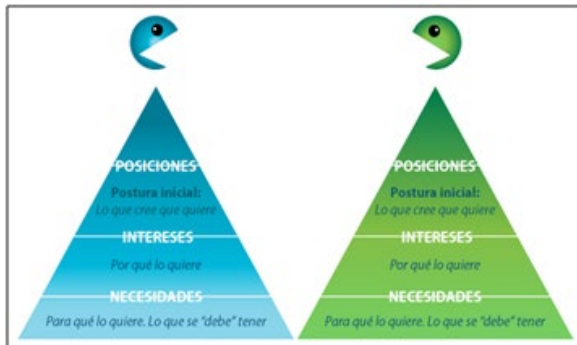 POSICIONES
Postura inicial:
Lo que cree que quiere
INTERESES
Por qué lo quiere
NECESIDADES
Para qué lo quiere. Lo que se "debe" tener
POSICIONES
Postura inicial:
Lo que cree que quiere
INTERESES
Por qué lo quiere
NECESIDADES
Para qué lo quiere. Lo que se "debe" tener